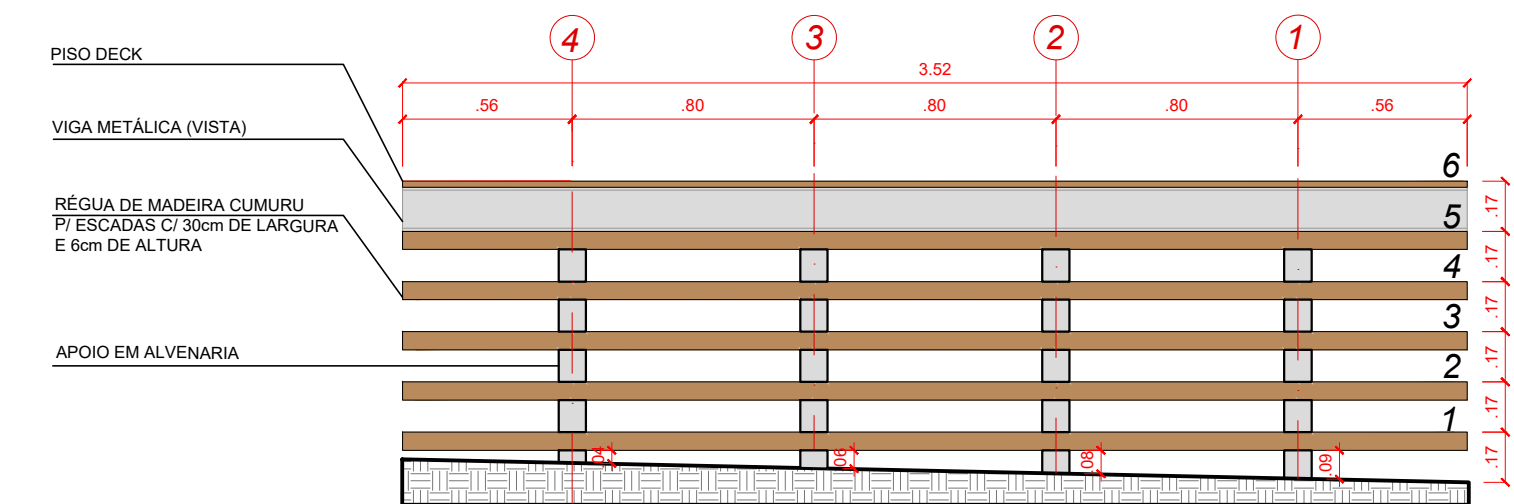 4 3 2 1
PISO DECK
3.52
.56 .80 .80 .80 .56
VIGA METÁLICA (VISTA)
6
RÉGUA DE MADEIRA CUMURU
P/ ESCADAS C/ 30cm DE LARGURA
E 6cm DE ALTURA
.17
5
.17
4
.17
3
APOIO EM ALVENARIA
.17
2
.17
1
.17
.04 .06 .08 .09